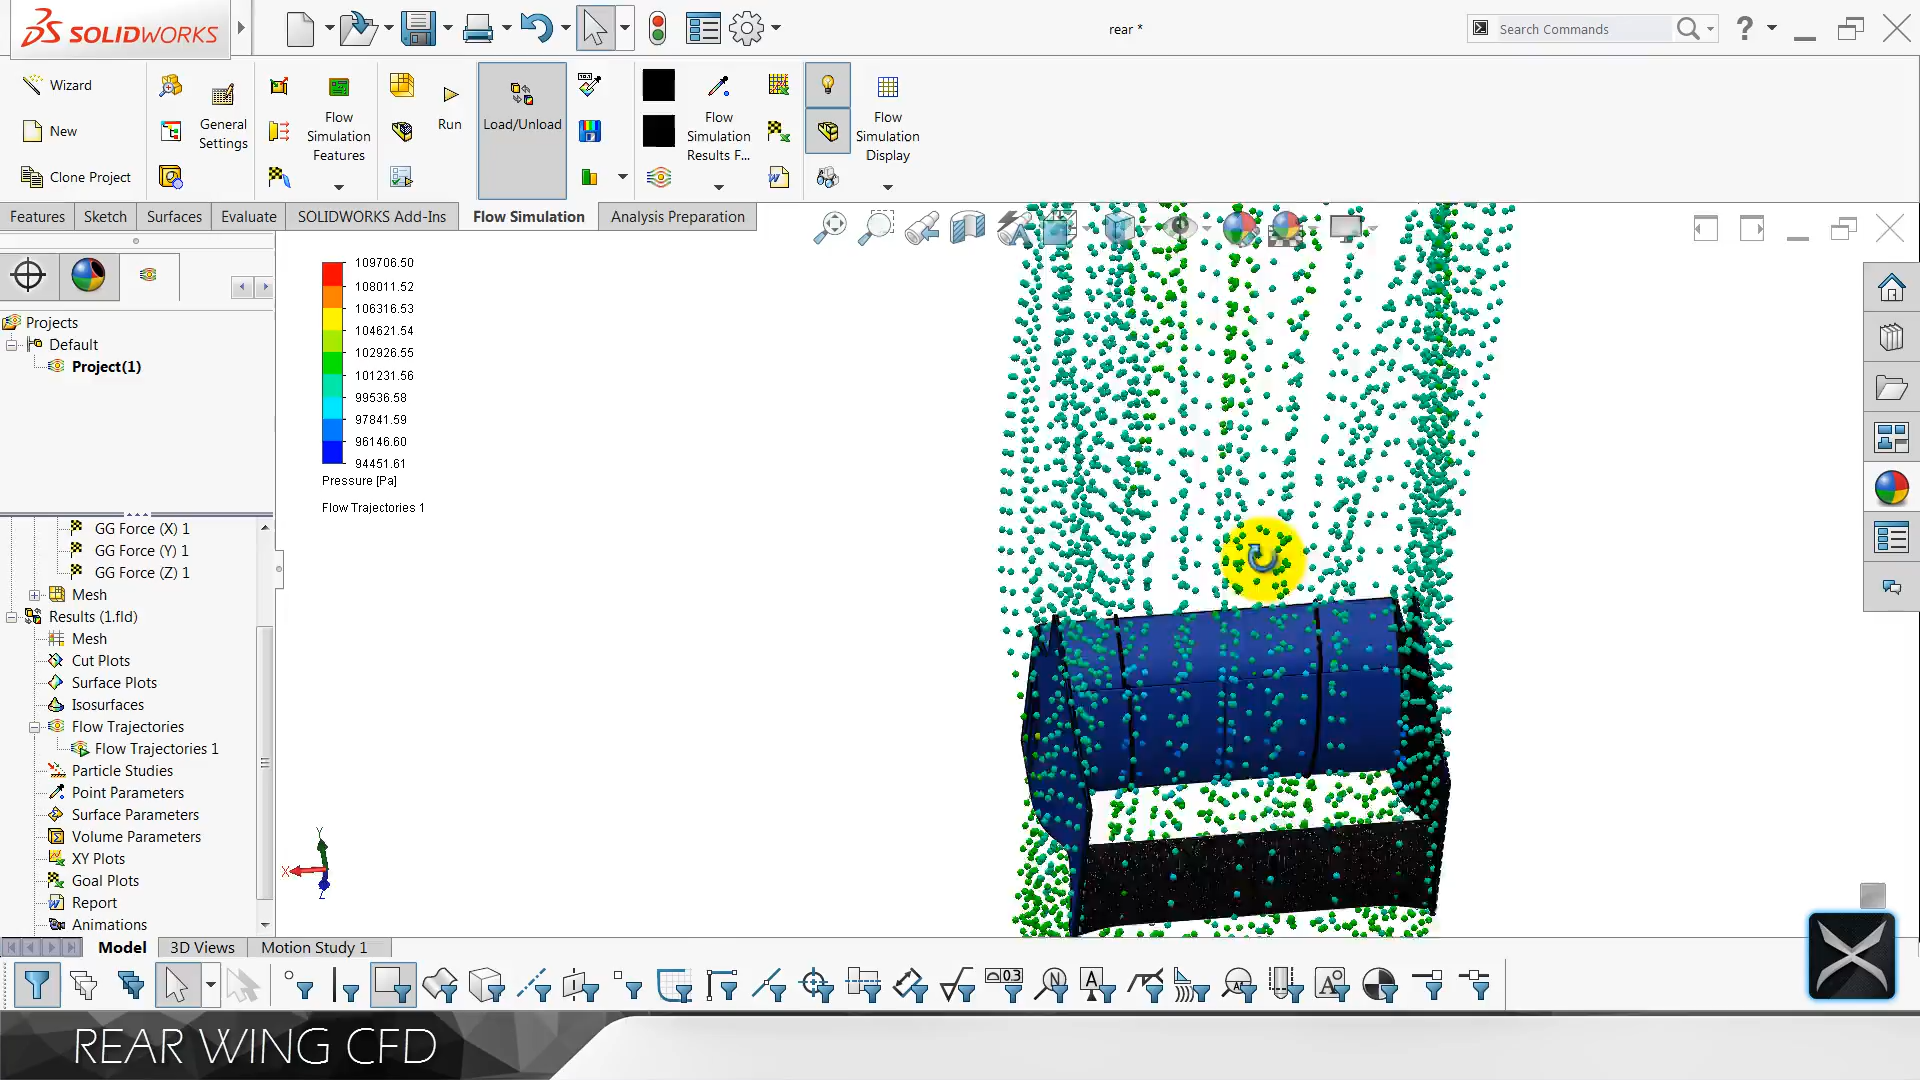 SOLIDWORKS
rear *
Search Commands
?
Wizard
New
Clone Project
General
Settings
Flow
Simulation
Features
Run
Load/Unload
Flow
Simulation
Results F...
Flow
Simulation
Display
Features
Sketch
Surfaces
Evaluate
SOLIDWORKS Add-Ins
Flow Simulation
Analysis Preparation
Projects
Default
Project(1)
GG Force (X) 1
GG Force (Y) 1
GG Force (Z) 1
Mesh
Results (1.fld)
Mesh
Cut Plots
Surface Plots
Isosurfaces
Flow Trajectories
Flow Trajectories 1
Particle Studies
Point Parameters
Surface Parameters
Volume Parameters
XY Plots
Goal Plots
Report
Animations
109706.50
108011.52
106316.53
104621.54
102926.55
101231.56
99536.58
97841.59
96146.60
94451.61
Pressure [Pa]
Flow Trajectories 1
Y
X
Z
Model
3D Views
Motion Study 1
REAR WING CFD